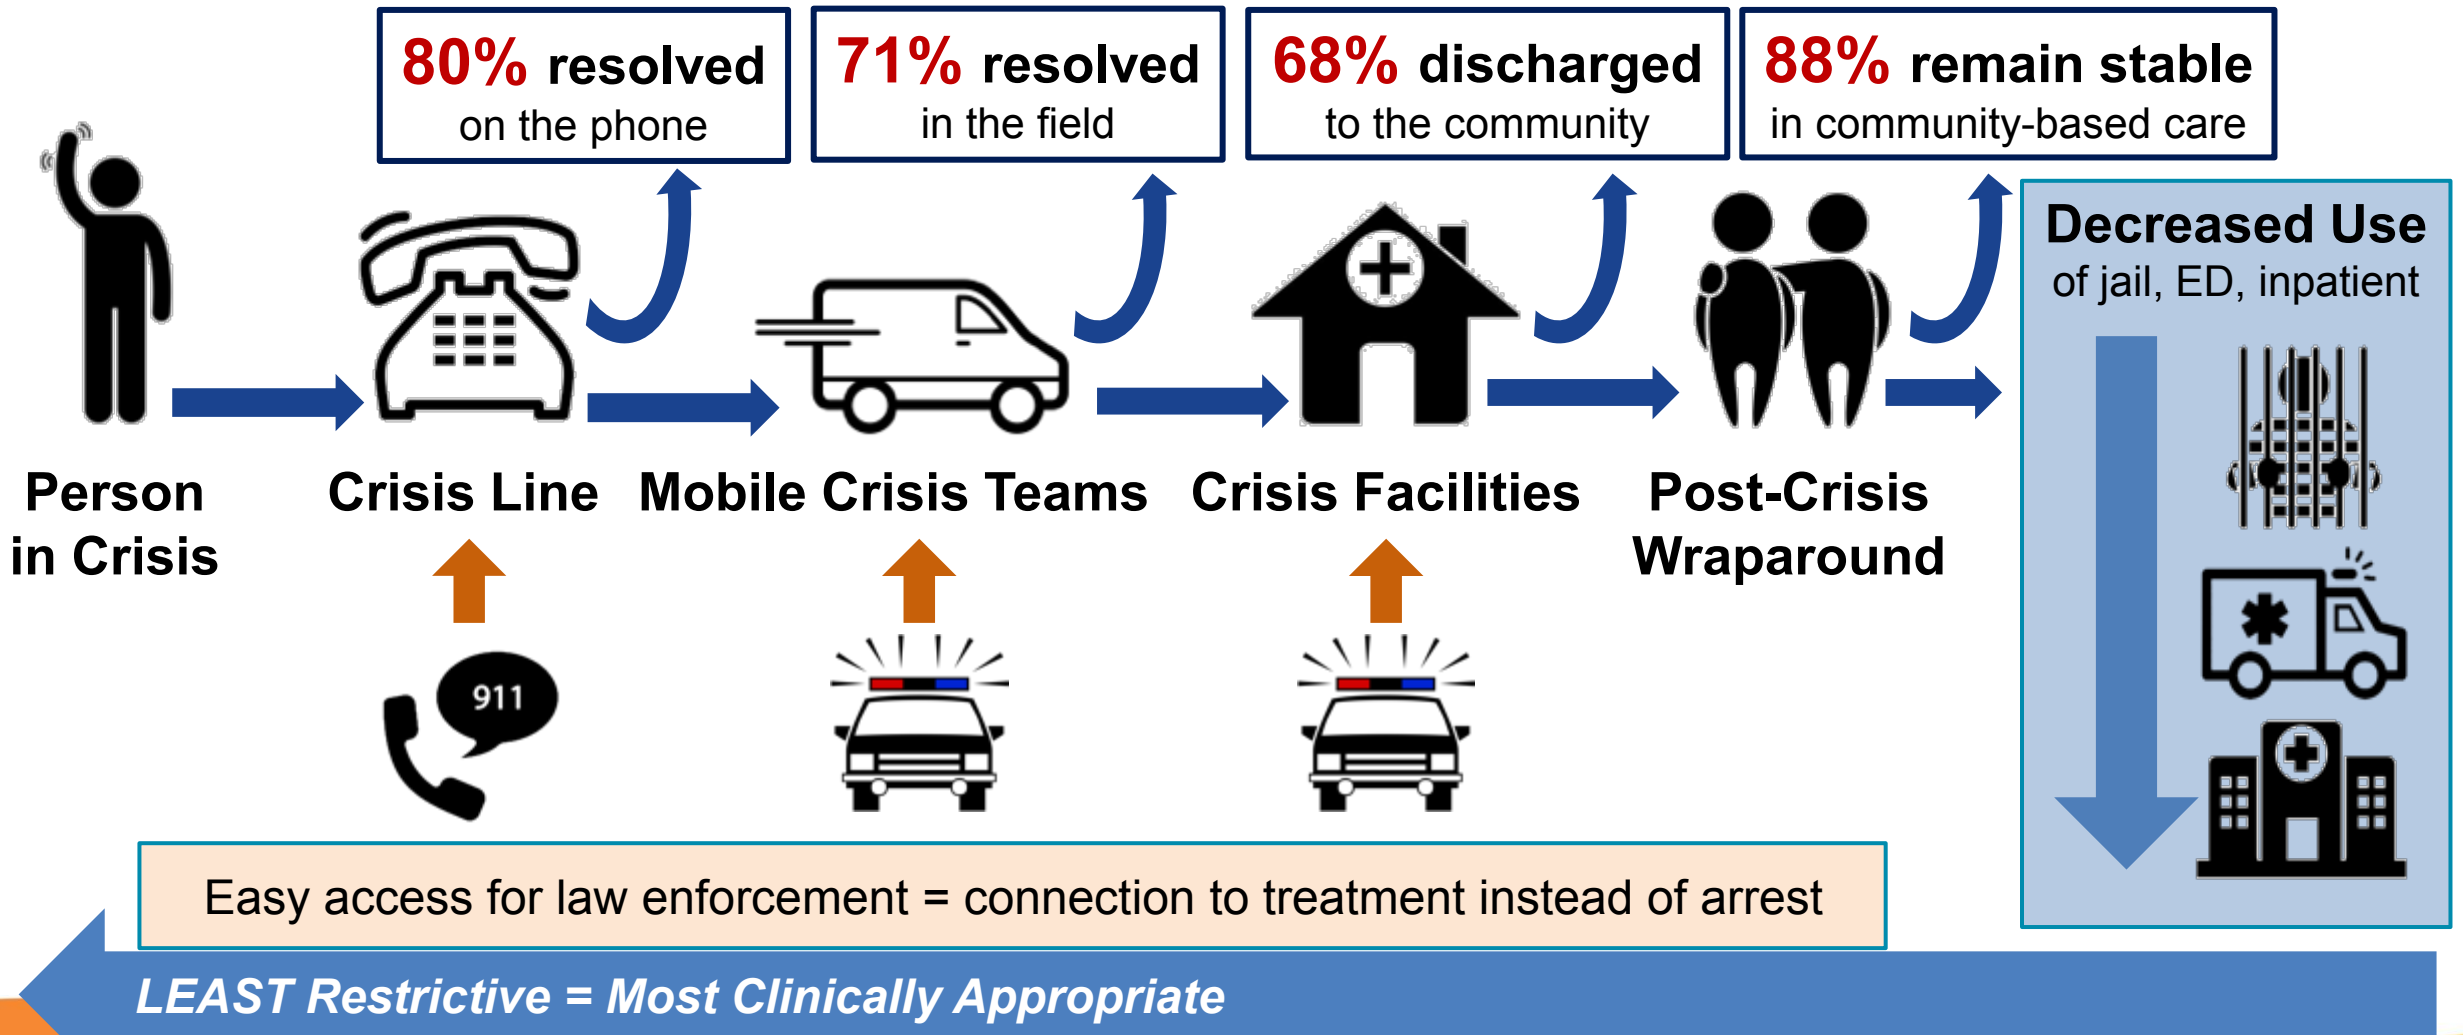 80% resolved
on the phone
71% resolved
in the field
68% discharged
to the community
88% remain stable
in community-based care
Decreased Use
of jail, ED, inpatient
Person
in Crisis
Crisis Line
Mobile Crisis Teams
Crisis Facilities
Post-Crisis
Wraparound
911
Easy access for law enforcement = connection to treatment instead of arrest
LEAST Restrictive = Most Clinically Appropriate